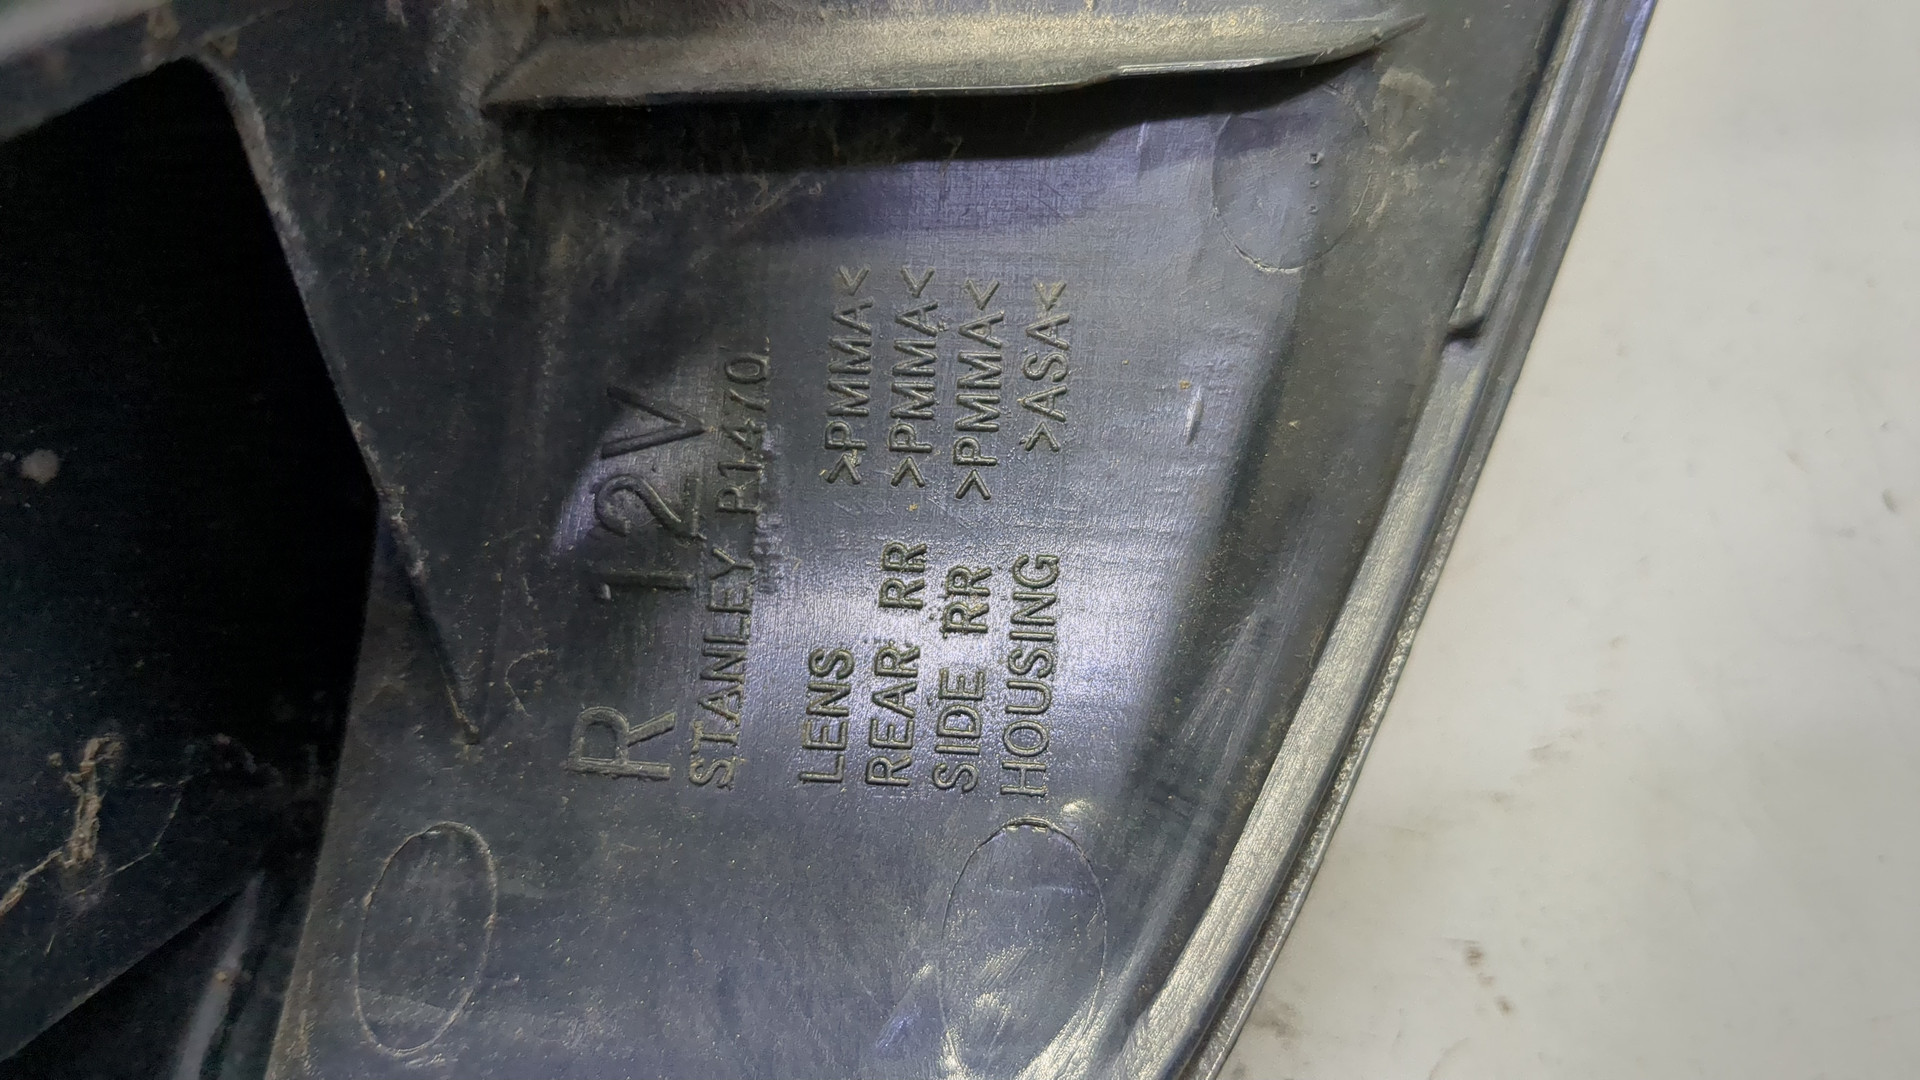 R 12V
STANLEY P1470
LENS >PMMA<
REAR RR >PMMA<
SIDE RR >PMMA<
HOUSING >ASA<